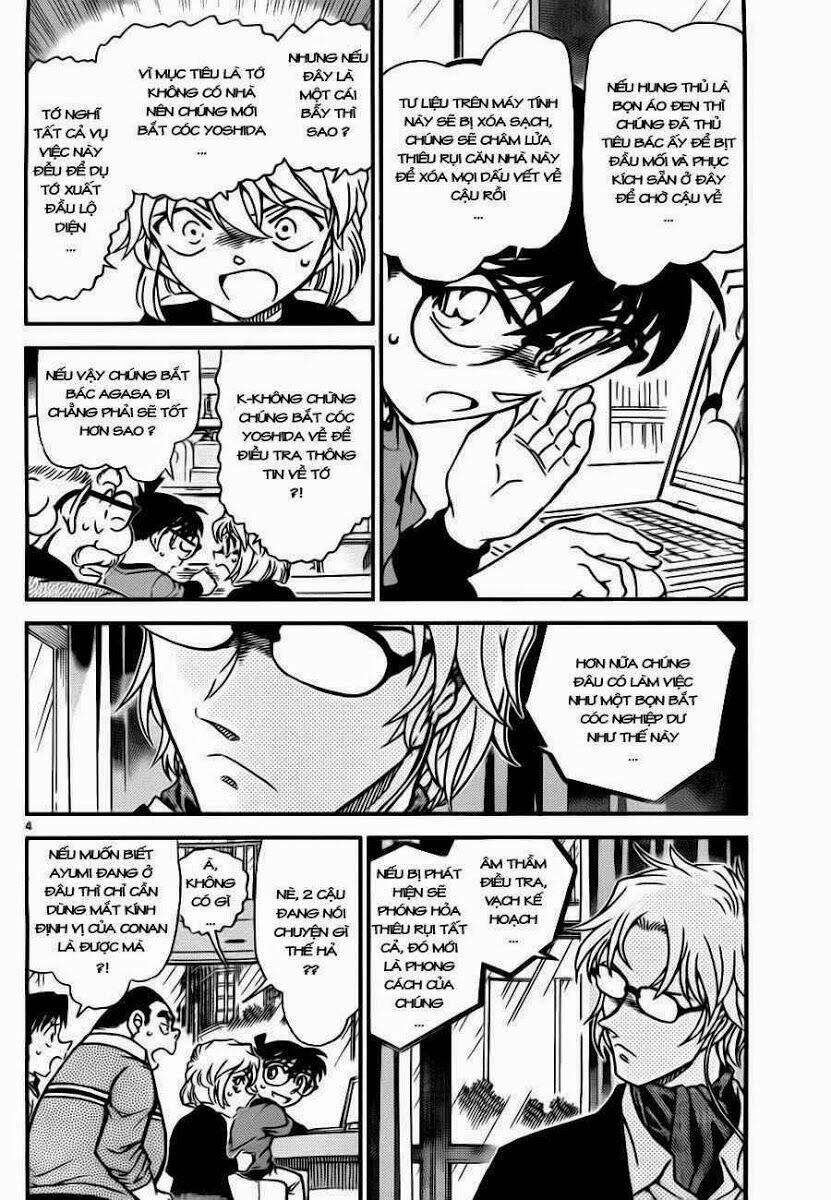 NẾU HUNG THỦ LÀ
BỌN ÁO ĐEN THÌ
CHÚNG ĐÃ THỦ
TIÊU BÁC ẤY ĐỂ BỊT
ĐẦU MỐI VÀ PHỤC
KÍCH SẴN Ở ĐÂY
ĐỂ CHỜ CẬU VỀ
...
TƯ LIỆU TRÊN MÁY TÍNH
NÀY SẼ BỊ XÓA SẠCH,
CHÚNG SẼ CHÂM LỬA
THIÊU RỤI CĂN NHÀ NÀY
ĐỂ XÓA MỌI DẤU VẾT VỀ
CẬU RỒI
...
NHƯNG NẾU
ĐÂY LÀ
MỘT CÁI
BẪY THÌ
SAO ?
VÌ MỤC TIÊU LÀ TỚ
KHÔNG CÓ NHÀ
NÊN CHÚNG MỚI
BẮT CÓC YOSHIDA
...
TỚ NGHĨ
TẤT CẢ VỤ
VIỆC NÀY
ĐỀU ĐỂ DỤ
TỚ XUẤT
ĐẦU LỘ
DIỆN
...
K-KHÔNG CHỪNG
CHÚNG BẮT CÓC
YOSHIDA VỀ ĐỂ
ĐIỀU TRA THÔNG
TIN VỀ TỚ
?!
NẾU VẬY CHÚNG BẮT
BÁC AGASA ĐI
CHẲNG PHẢI SẼ TỐT
HƠN SAO ?
HƠN NỮA CHÚNG
ĐÂU CÓ LÀM VIỆC
NHƯ MỘT BỌN BẮT
CÓC NGHIỆP DƯ
NHƯ THẾ NÀY
...
4
ÂM THẦM
ĐIỀU TRA,
VẠCH KẾ
HOẠCH
...
NẾU BỊ PHÁT
HIỆN SẼ
PHÓNG HỎA
THIÊU RỤI TẤT
CẢ, ĐÓ MỚI
LÀ PHONG
CÁCH CỦA
CHÚNG
...
NÈ, 2 CẬU
ĐANG NÓI
CHUYỆN GÌ
THẾ HẢ
??
À,
KHÔNG
CÓ GÌ
...
NẾU MUỐN BIẾT
AYUMI ĐANG Ở
ĐÂU THÌ CHỈ CẦN
DÙNG MẮT KÍNH
ĐỊNH VỊ CỦA CONAN
LÀ ĐƯỢC MÀ
?!